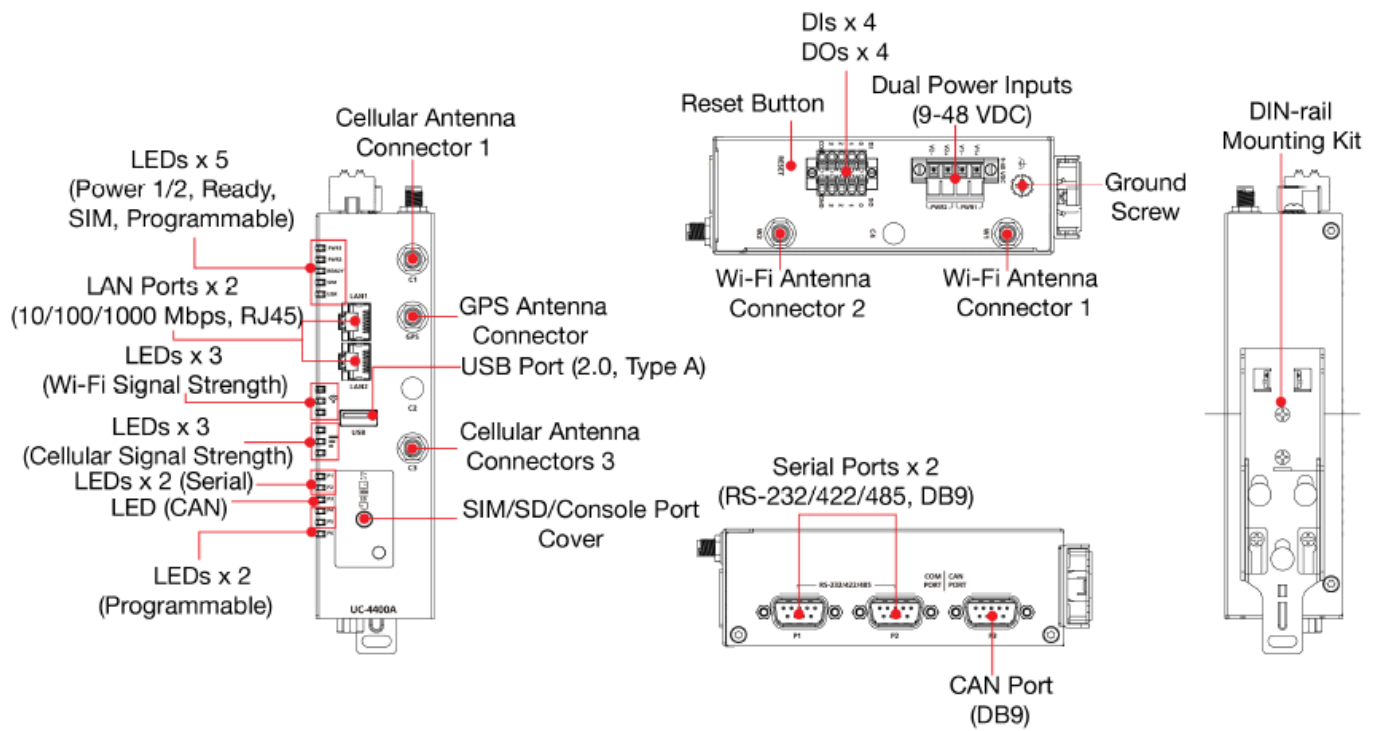 Cellular Antenna
Connector 1
LEDs x 5
(Power 1/2, Ready,
SIM, Programmable)
LAN Ports x 2
(10/100/1000 Mbps, RJ45)
LEDs x 3
(Wi-Fi Signal Strength)
LEDs x 3
(Cellular Signal Strength)
LEDs x 2 (Serial)
LED (CAN)
LEDs x 2
(Programmable)
LAN1
LAN2
USB
C1
GPS
C2
C3
UC-4400A
GPS Antenna
Connector
USB Port (2.0, Type A)
Cellular Antenna
Connectors 3
SIM/SD/Console Port
Cover
DIs x 4
DOs x 4
Reset Button
Dual Power Inputs
(9-48 VDC)
RESET
Ground
Screw
Wi-Fi Antenna
Connector 2
Wi-Fi Antenna
Connector 1
Serial Ports x 2
(RS-232/422/485, DB9)
RS-232/422/485
COM PORT
CAN PORT
P1
P2
P3
CAN Port
(DB9)
DIN-rail
Mounting Kit